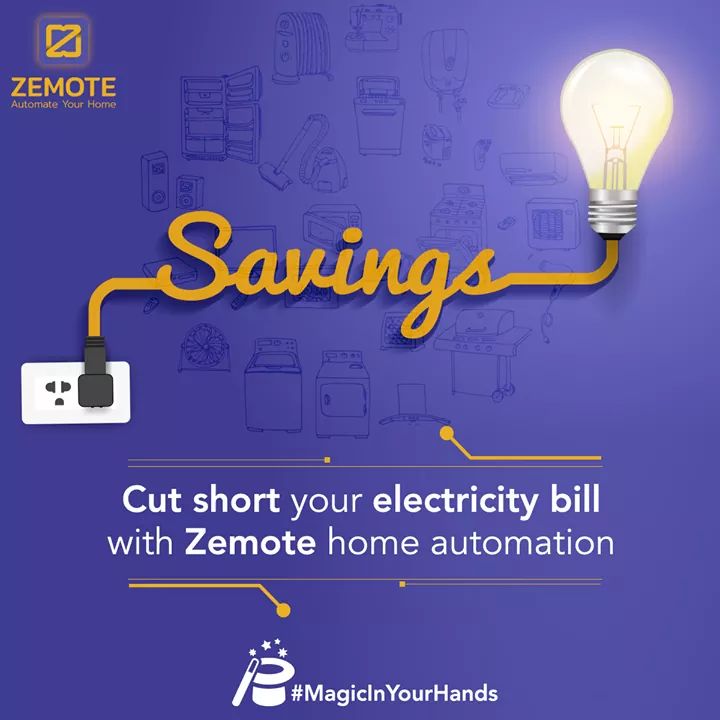 ZEMOTE
Automate Your Home
Savings
Cut short your electricity bill
with Zemote home automation
#MagicInYourHands